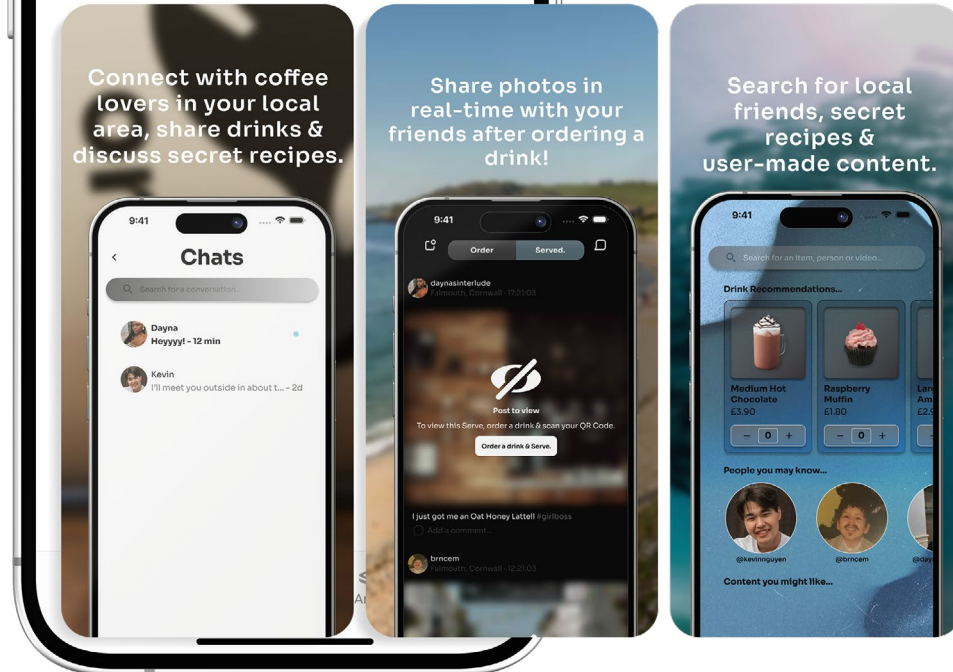 Connect with coffee
lovers in your local
area, share drinks &
discuss secret recipes.
9:41
Chats
Search for a conversation...
Dayna
Heyyyy! - 12 min
Kevin
I'll meet you outside in about t... - 2d
Share photos in
real-time with your
friends after ordering a
drink!
9:41
Order
Served.
daynasinterlude
Falmouth, Cornwall · 17:21:03
Post to view
To view this Serve, order a drink & scan your QR Code.
Order a drink & Serve.
I just got me an Oat Honey Latte!! #girlboss
Add a comment...
brncem
Falmouth, Cornwall · 12:21:03
Search for local
friends, secret
recipes &
user-made content.
9:41
Search for an item, person or video...
Drink Recommendations...
Medium Hot
Chocolate
£3.90
- 0 +
Raspberry
Muffin
£1.80
- 0 +
People you may know...
@kevinnguyen
@brncem
Content you might like...